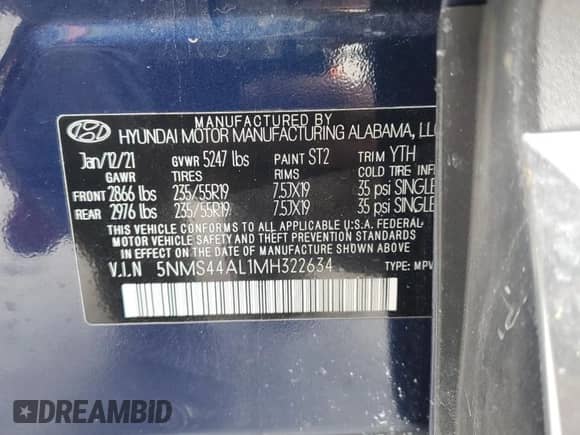 MANUFACTURED BY
HYUNDAI MOTOR MANUFACTURING ALABAMA, LLC
Jan/12/21 GVWR 5247 lbs PAINT ST2 TRIM YTH
GAWR TIRES RIMS COLD TIRE INFL
FRONT 2866 lbs 235/55R19 7.5JX19 35 psi SINGLE
REAR 2976 lbs 235/55R19 7.5JX19 35 psi SINGLE
THIS VEHICLE CONFORMS TO ALL APPLICABLE U.S.A. FEDERAL
MOTOR VEHICLE SAFETY, BUMPER, AND THEFT PREVENTION STANDARDS
IN EFFECT ON THE DATE OF MANUFACTURE SHOWN ABOVE.
V.I.N 5NMS44AL1MH322634 TYPE: MPV
DREAMBID